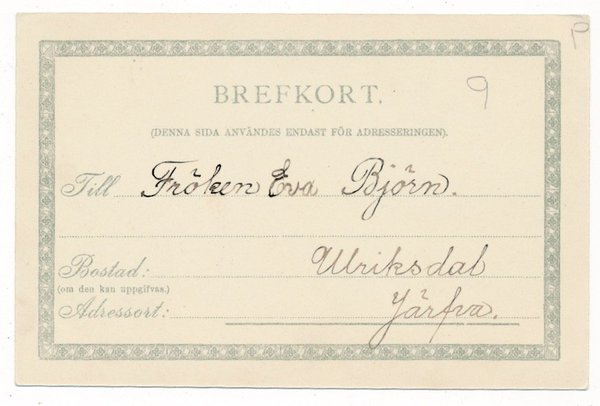 P
BREFKORT.
9
(DENNA SIDA ANVÄNDES ENDAST FÖR ADRESSERINGEN).
Till Fröken Eva Björn.
Bostad: Ulriksdal
(om den kan uppgifvas.)
Adressort: Järfva.